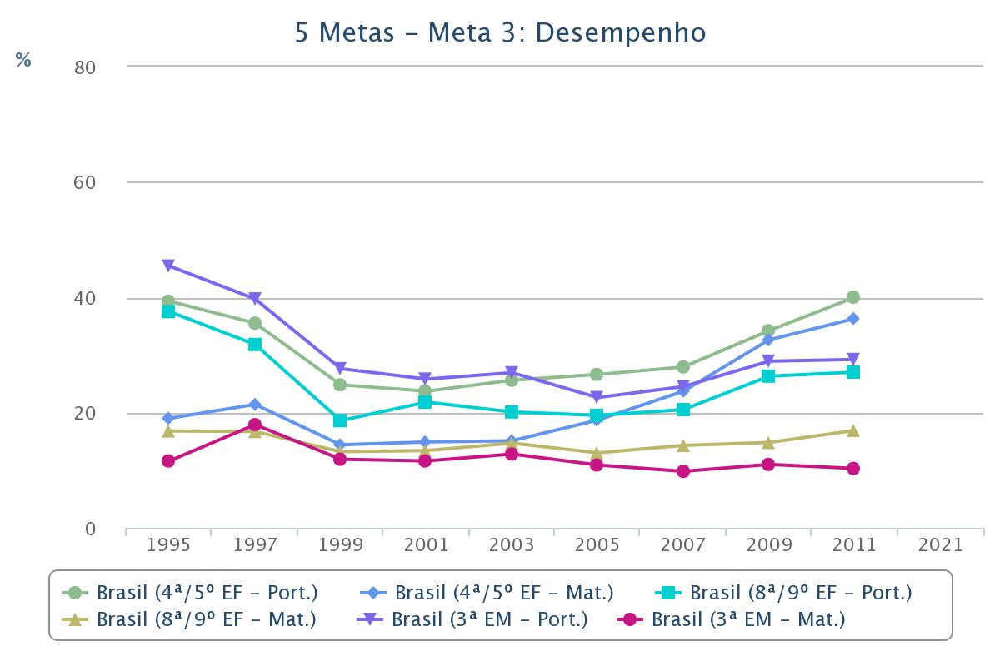 5 Metas – Meta 3: Desempenho
%
80
60
40
20
0
1995 1997 1999 2001 2003 2005 2007 2009 2011 2021
Brasil (4ª/5º EF – Port.) Brasil (4ª/5º EF – Mat.) Brasil (8ª/9º EF – Port.)
Brasil (8ª/9º EF – Mat.) Brasil (3ª EM – Port.) Brasil (3ª EM – Mat.)